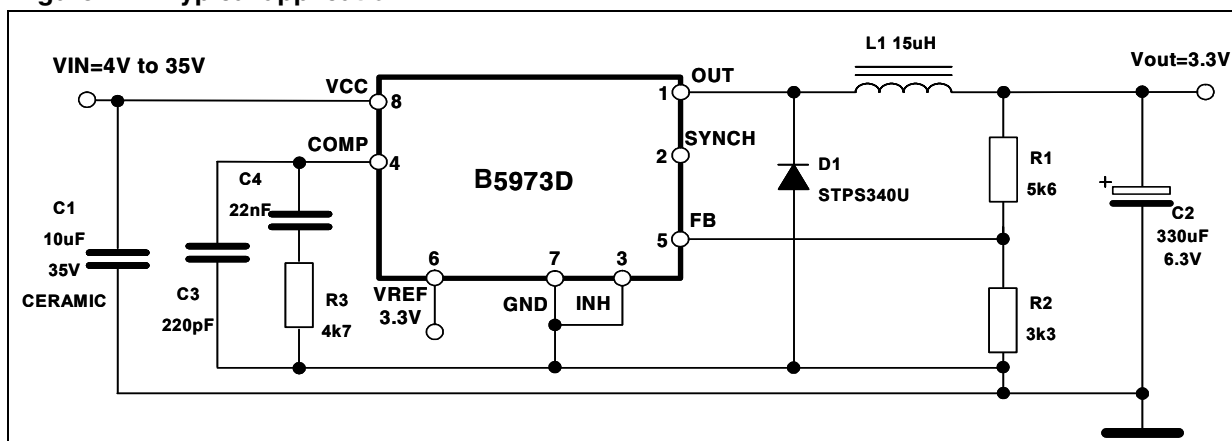 L1 15uH
VIN=4V to 35V
Vout=3.3V
VCC
OUT
8
1
COMP
SYNCH
4
2
B5973D
C4
22nF
D1
STPS340U
R1
5k6
C1
10uF
35V
CERAMIC
FB
5
+
C2
330uF
6.3V
6
7
3
C3
220pF
R3
4k7
VREF
3.3V
GND
INH
R2
3k3